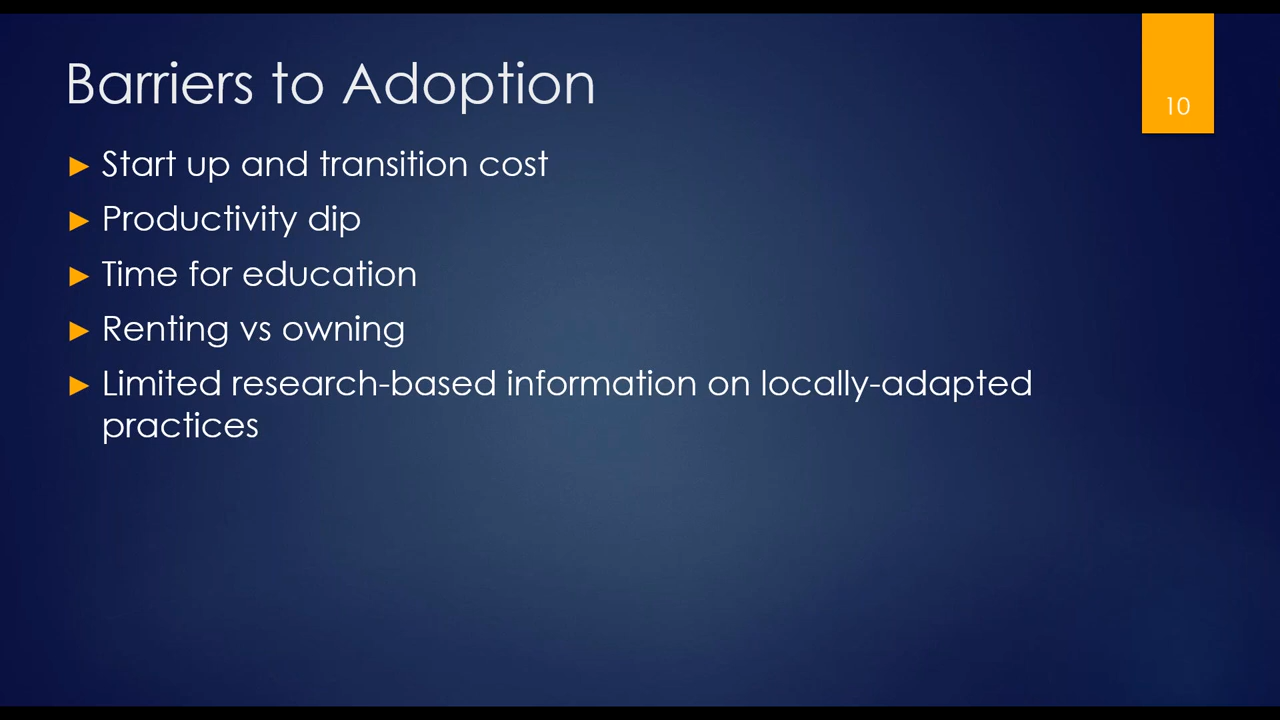 Barriers to Adoption
10
► Start up and transition cost
► Productivity dip
► Time for education
► Renting vs owning
► Limited research-based information on locally-adapted
practices